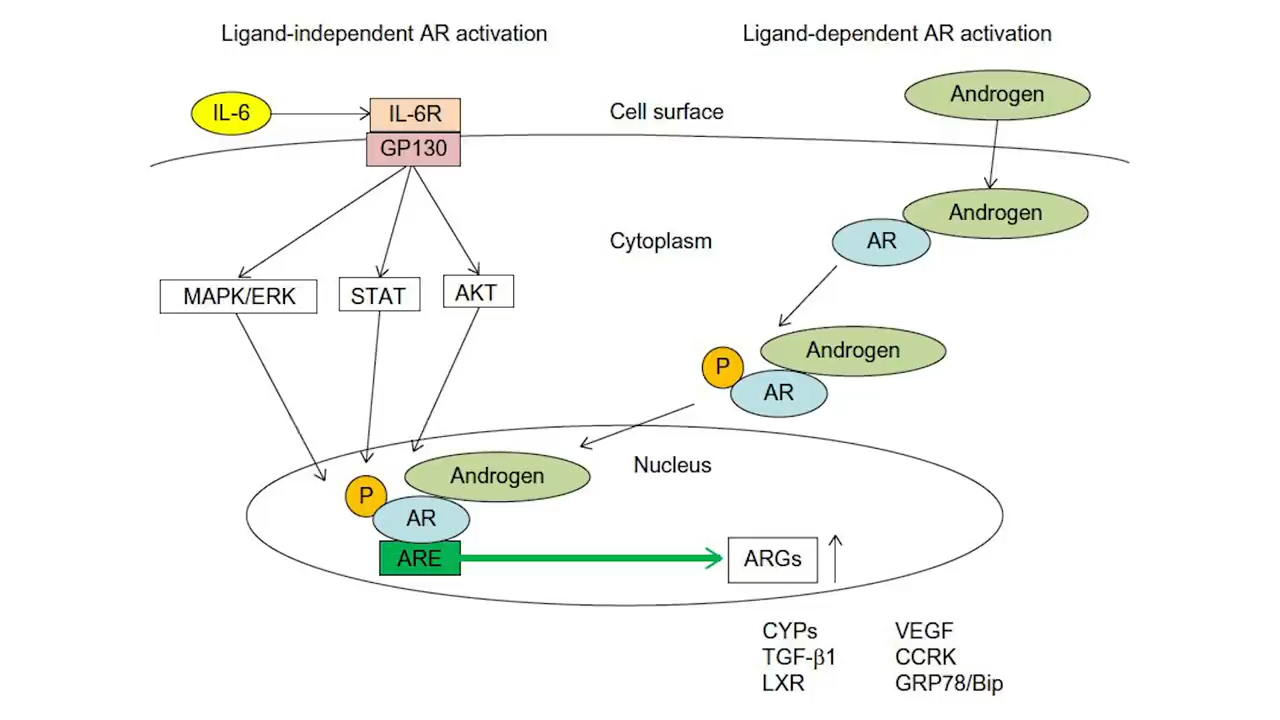 Ligand-independent AR activation
Ligand-dependent AR activation
Androgen
IL-6
IL-6R
Cell surface
GP130
Androgen
AR
Cytoplasm
MAPK/ERK
STAT
AKT
Androgen
P
AR
Nucleus
Androgen
P
AR
ARE
ARGs
CYPs
VEGF
TGF-β1
CCRK
LXR
GRP78/Bip